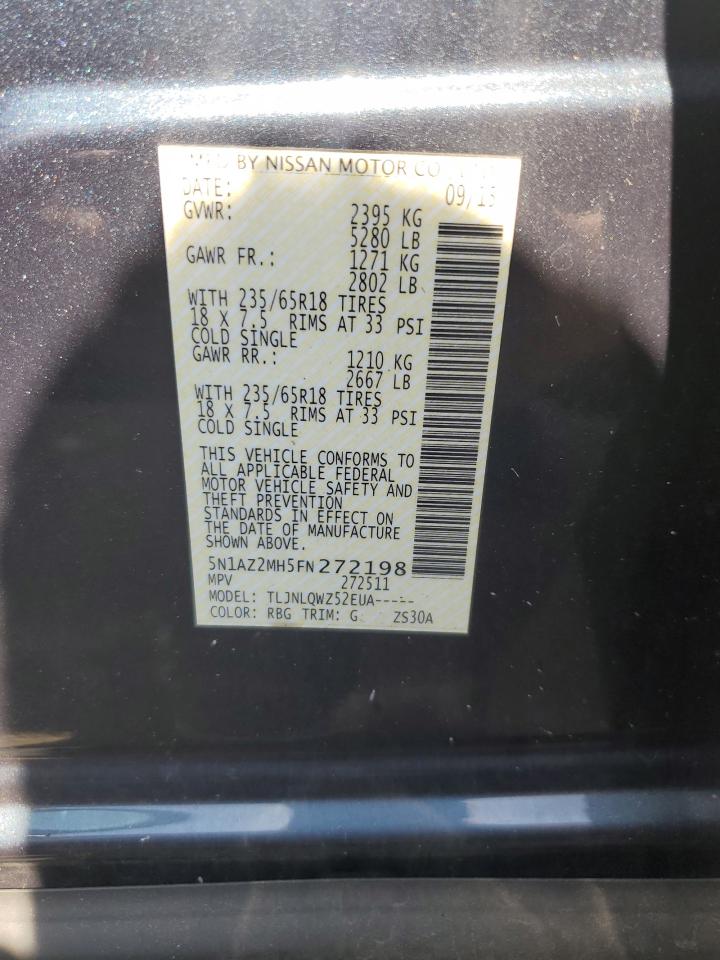 MFD BY NISSAN MOTOR CO
DATE: 09/15
GVWR: 2395 KG
5280 LB
GAWR FR.: 1271 KG
2802 LB
WITH 235/65R18 TIRES
18 X 7.5 RIMS AT 33 PSI
COLD SINGLE
GAWR RR.: 1210 KG
2667 LB
WITH 235/65R18 TIRES
18 X 7.5 RIMS AT 33 PSI
COLD SINGLE
THIS VEHICLE CONFORMS TO
ALL APPLICABLE FEDERAL
MOTOR VEHICLE SAFETY AND
THEFT PREVENTION
STANDARDS IN EFFECT ON
THE DATE OF MANUFACTURE
SHOWN ABOVE.
5N1AZ2MH5FN272198
MPV 272511
MODEL: TLJNLQWZ52EUA-----
COLOR: RBG TRIM: G ZS30A